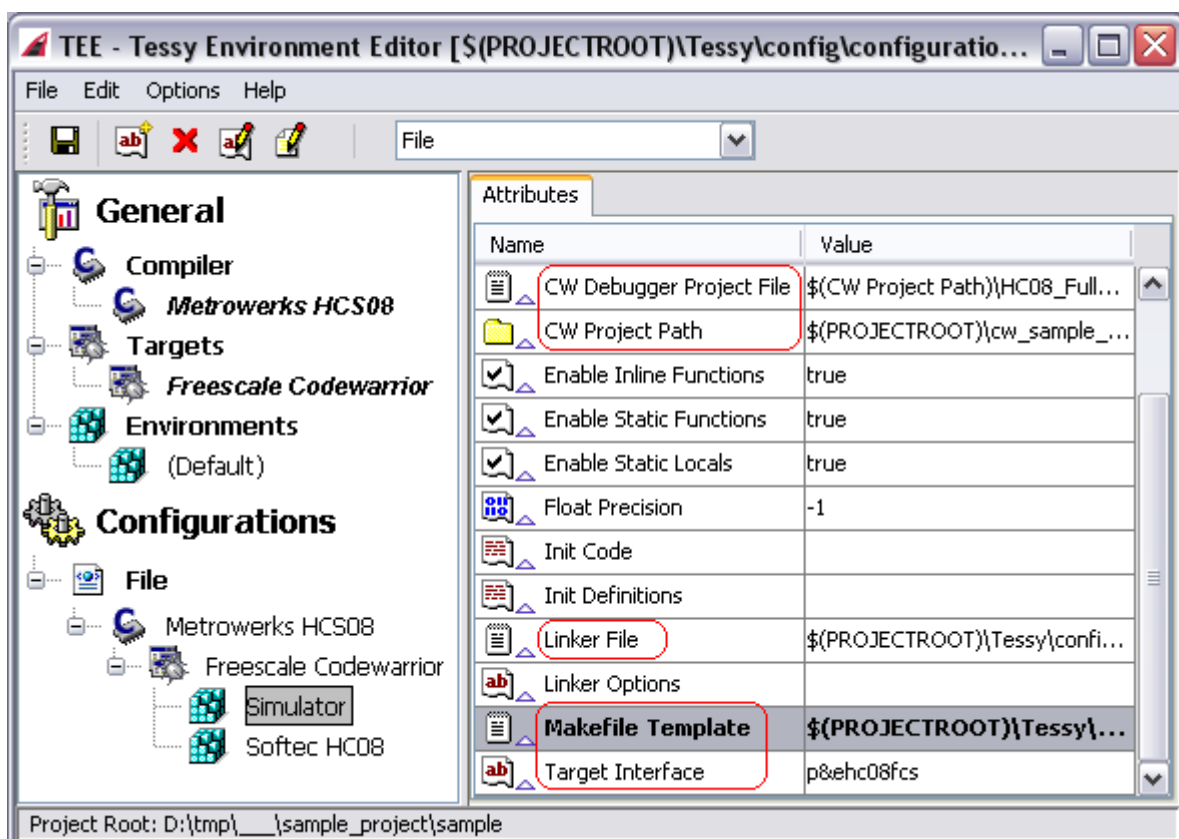 TEE - Tessy Environment Editor [$(PROJECTROOT)\Tessy\config\configuratio...
File Edit Options Help
File
General
Compiler
Metrowerks HCS08
Targets
Freescale Codewarrior
Environments
(Default)
Configurations
File
Metrowerks HCS08
Freescale Codewarrior
Simulator
Softec HC08
Attributes
Name Value
CW Debugger Project File $(CW Project Path)\HC08_Full...
CW Project Path $(PROJECTROOT)\cw_sample_...
Enable Inline Functions true
Enable Static Functions true
Enable Static Locals true
Float Precision -1
Init Code
Init Definitions
Linker File $(PROJECTROOT)\Tessy\confi...
Linker Options
Makefile Template $(PROJECTROOT)\Tessy\...
Target Interface p&ehc08fcs
Project Root: D:\tmp\___\sample_project\sample